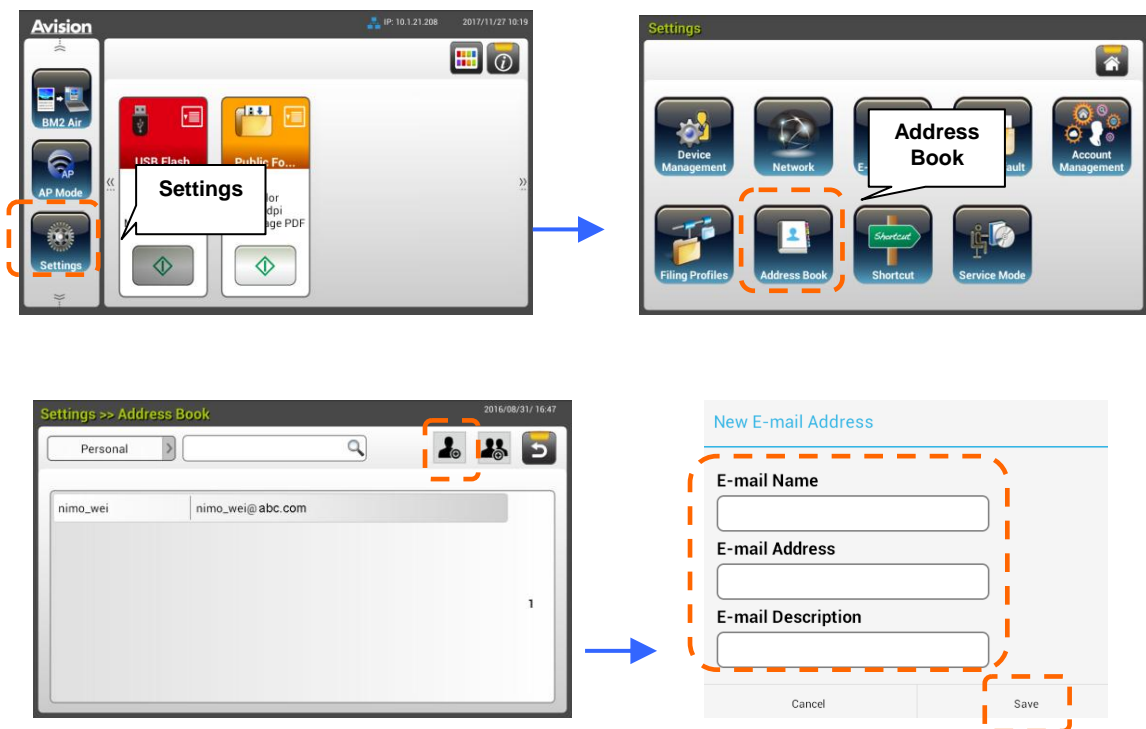 Avision
IP: 10.1.21.208
2017/11/27 10:19
BM2 Air
AP
AP Mode
Settings
USB Flash
Public Fo...
Settings
dpi
PDF
Settings
Address
Book
Device
Management
Network
E-
Account
Management
Filing Profiles
Address Book
Shortcut
Shortcut
Service Mode
Settings >> Address Book
2016/08/31/ 16:47
Personal
nimo_wei
nimo_wei@abc.com
1
New E-mail Address
E-mail Name
E-mail Address
E-mail Description
Cancel
Save